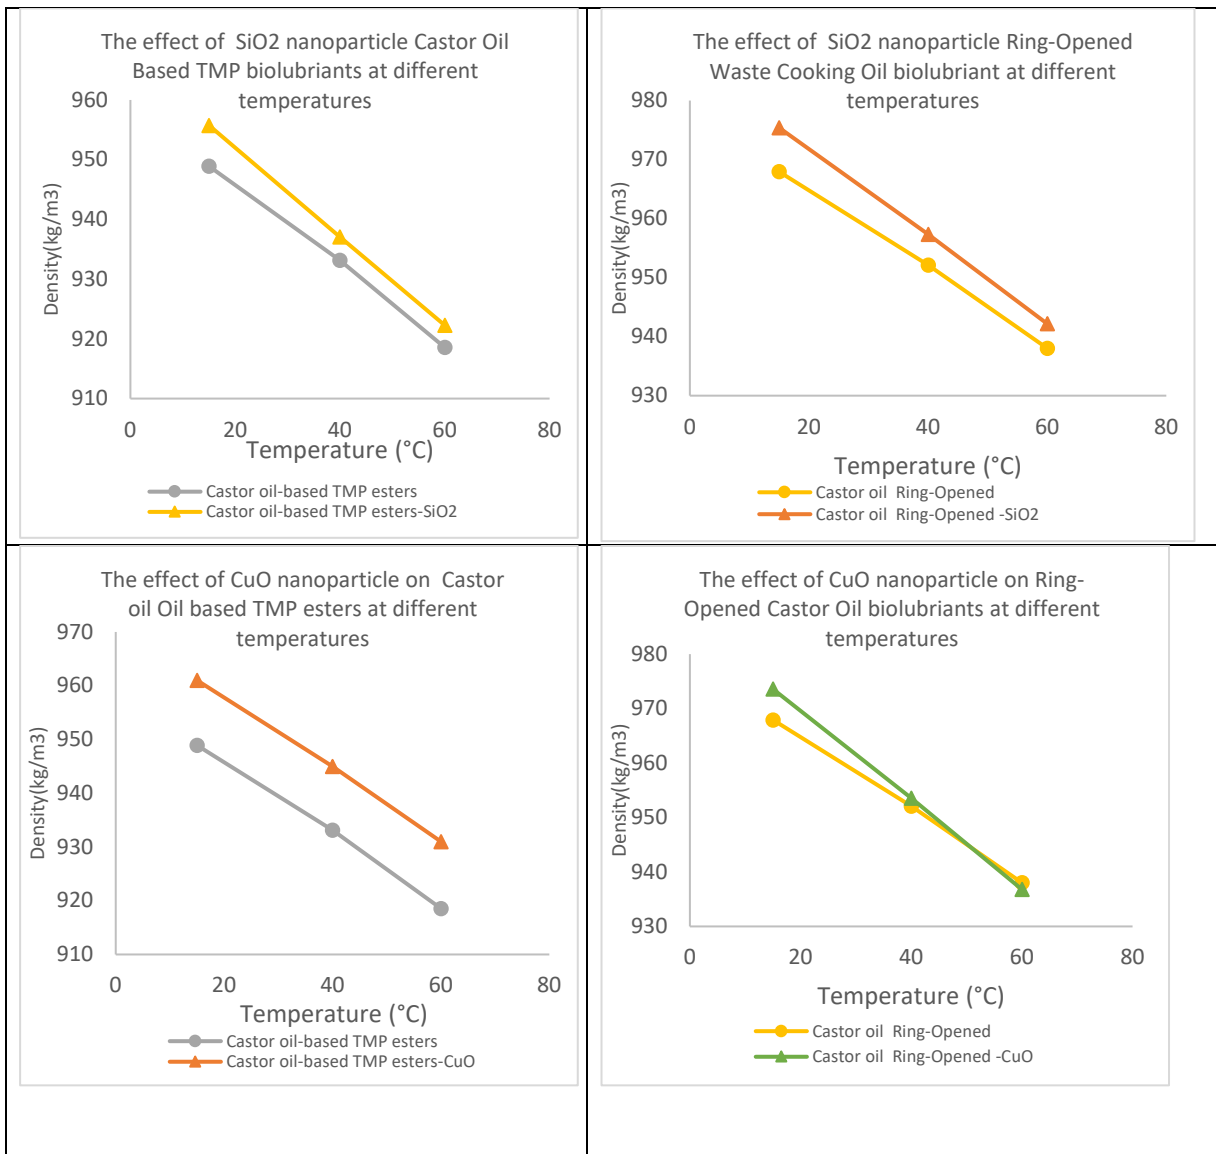 The effect of  SiO2 nanoparticle Castor Oil
Based TMP biolubriants at different
temperatures
960
950
940
930
920
910
Density(kg/m3)
0
20
40
60
80
Temperature (°C)
Castor oil-based TMP esters
Castor oil-based TMP esters-SiO2
The effect of  SiO2 nanoparticle Ring-Opened
Waste Cooking Oil biolubriant at different
temperatures
980
970
960
950
940
930
Density(kg/m3)
0
20
40
60
80
Temperature (°C)
Castor oil  Ring-Opened
Castor oil  Ring-Opened -SiO2
The effect of CuO nanoparticle on  Castor
oil Oil based TMP esters at different
temperatures
970
960
950
940
930
920
910
Density(kg/m3)
0
20
40
60
80
Temperature (°C)
Castor oil-based TMP esters
Castor oil-based TMP esters-CuO
The effect of CuO nanoparticle on Ring-
Opened Castor Oil biolubriants at different
temperatures
980
970
960
950
940
930
Density(kg/m3)
0
20
40
60
80
Temperature (°C)
Castor oil  Ring-Opened
Castor oil  Ring-Opened -CuO